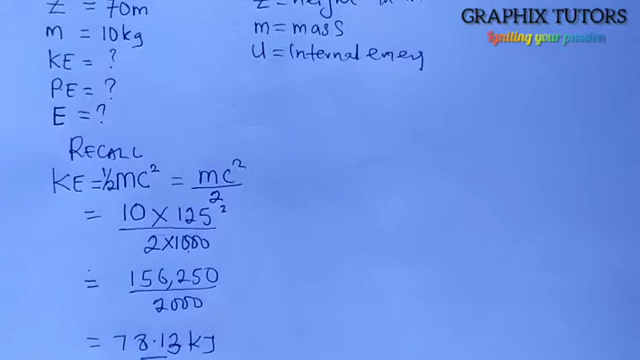 Z = 70m
m = 10kg
KE = ?
PE = ?
E = ?
m = mass
U = Internal energy
GRAPHIX TUTORS
Igniting your passion
RECALL
KE = ½mc² = mc²/2
= 10 × 125² / 2×1000
= 156,250 / 2000
= 78.13 kJ